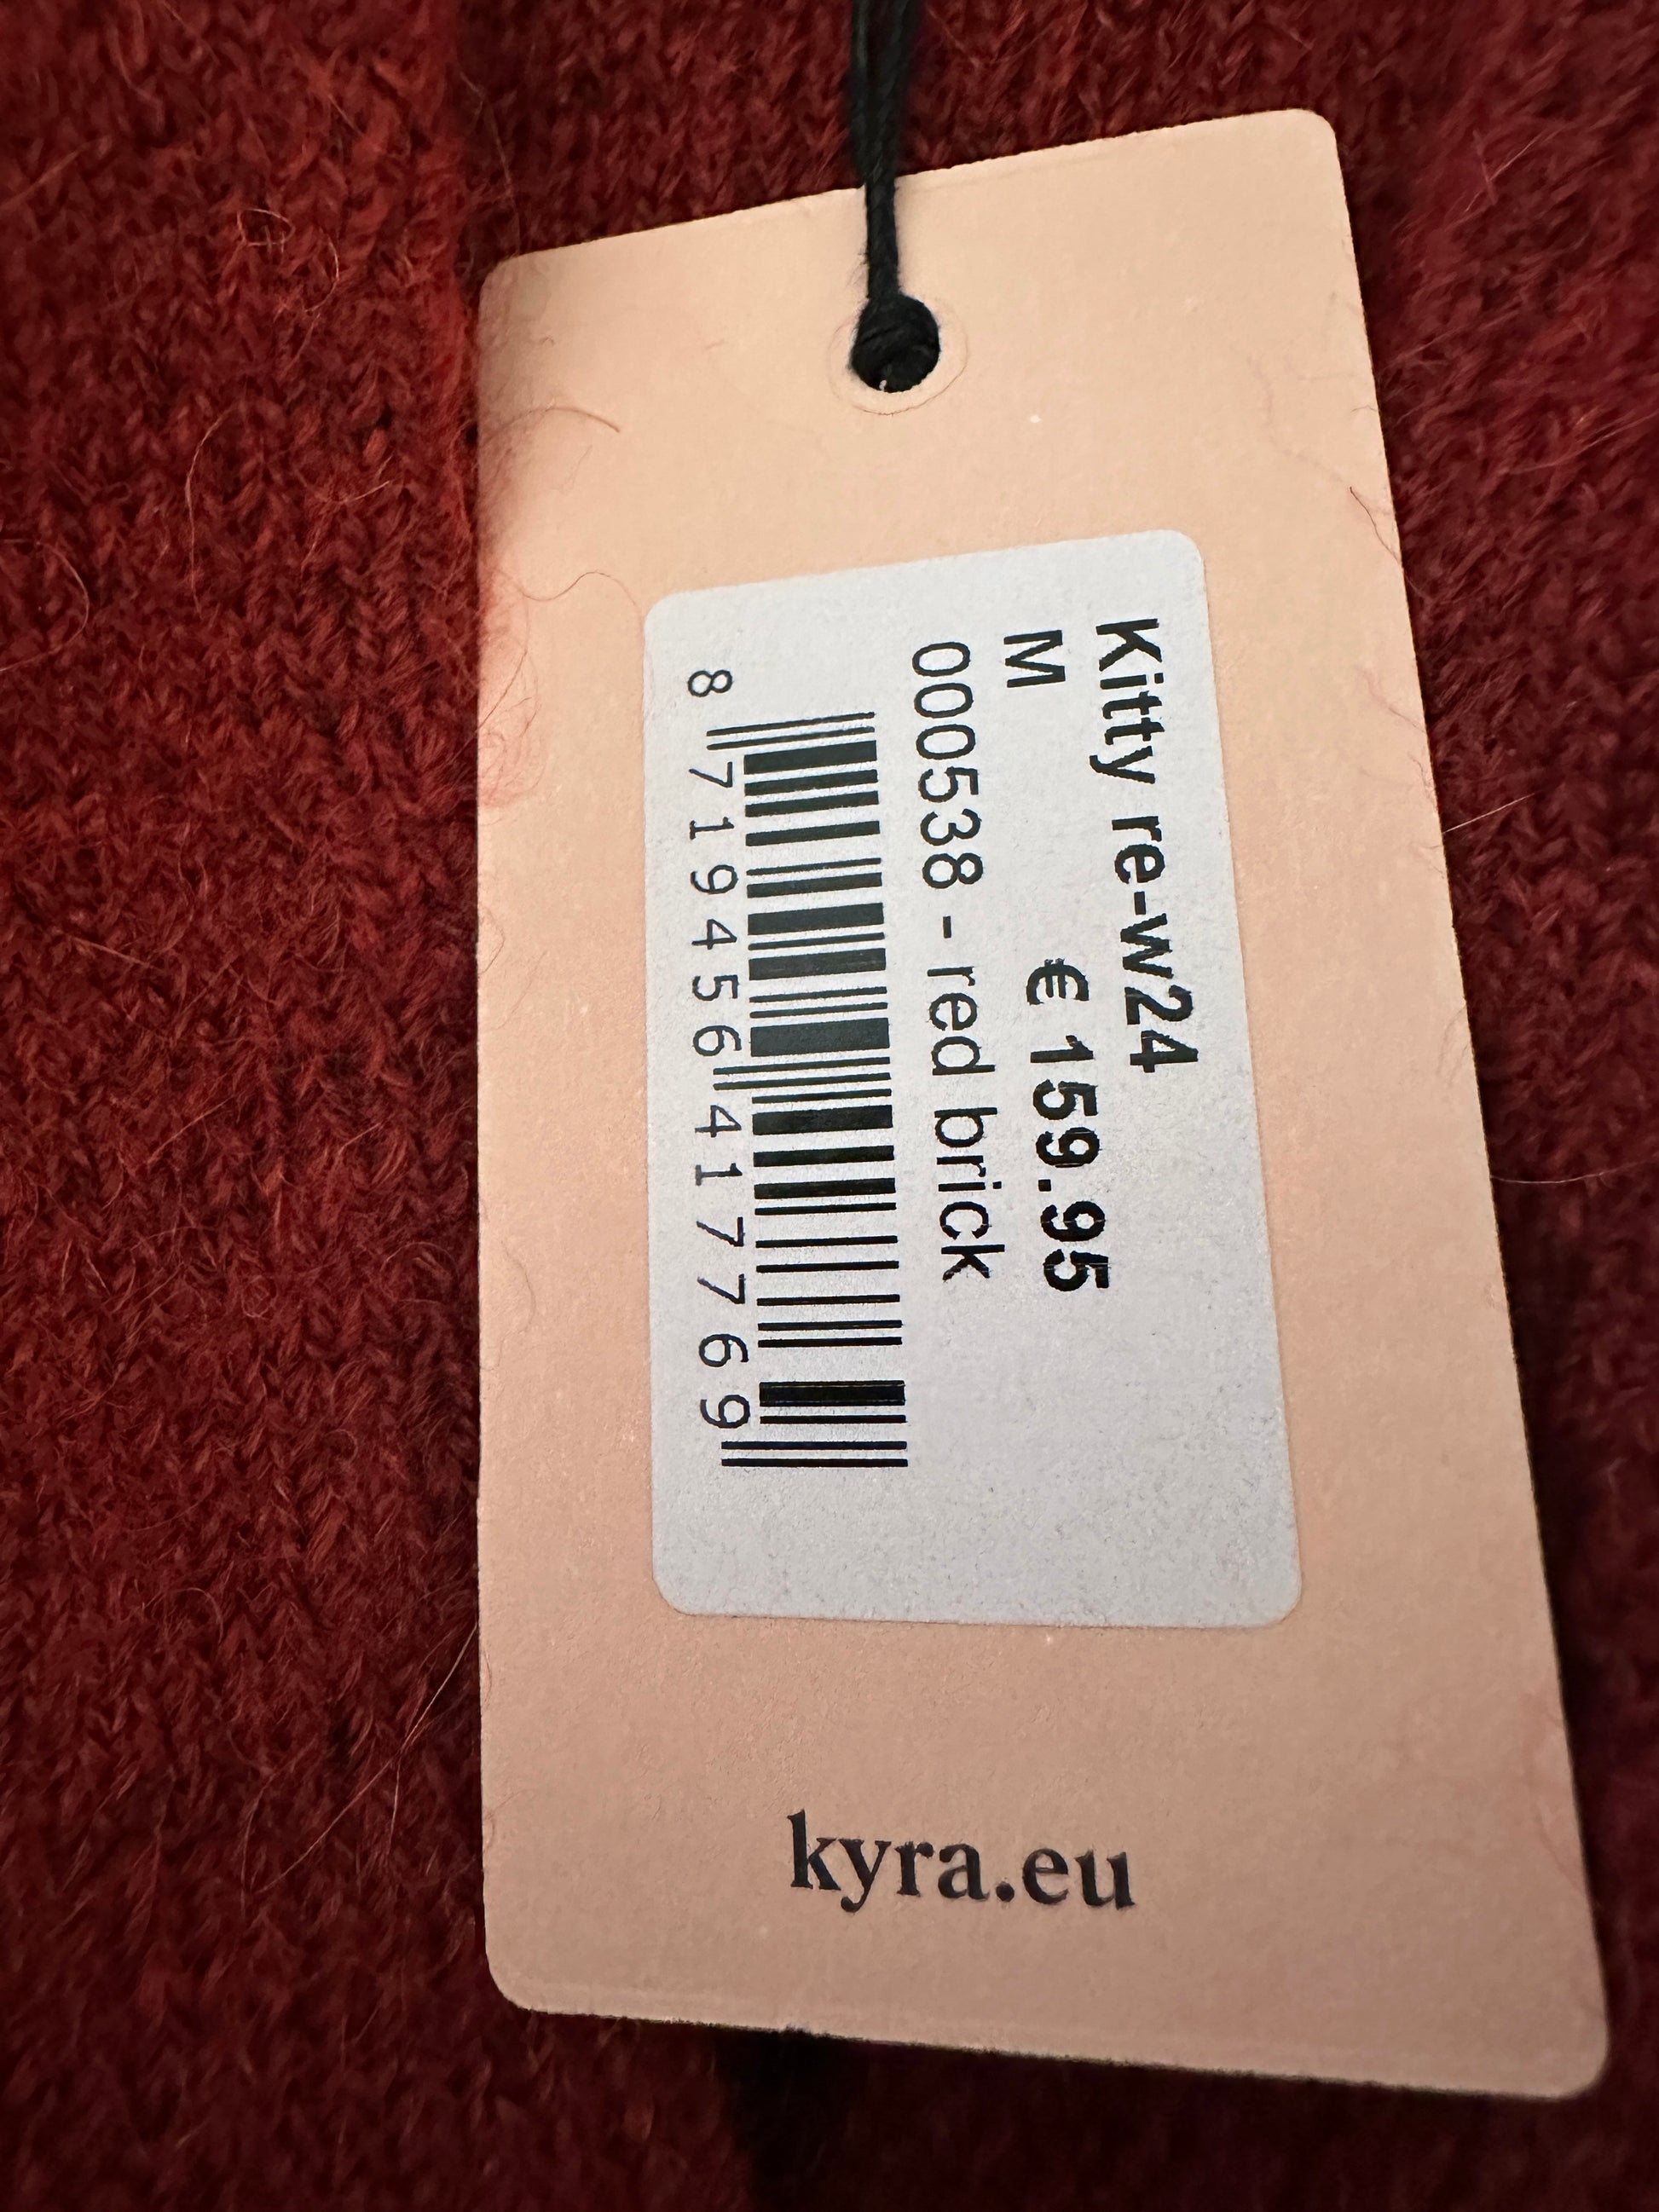 Kitty re-w24
M € 159.95
000538 - red brick
8 719456 417769
kyra.eu